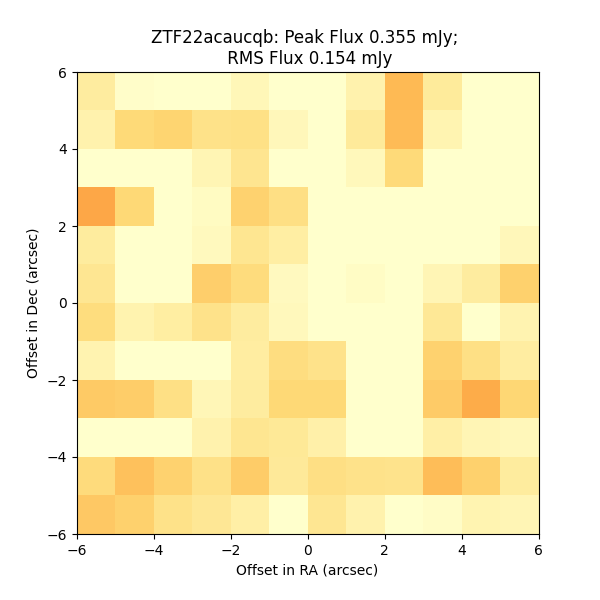 ZTF22acaucqb: Peak Flux 0.355 mJy;
RMS Flux 0.154 mJy
6
4
2
0
−2
−4
−6
Offset in Dec (arcsec)
−6 −4 −2 0 2 4 6
Offset in RA (arcsec)